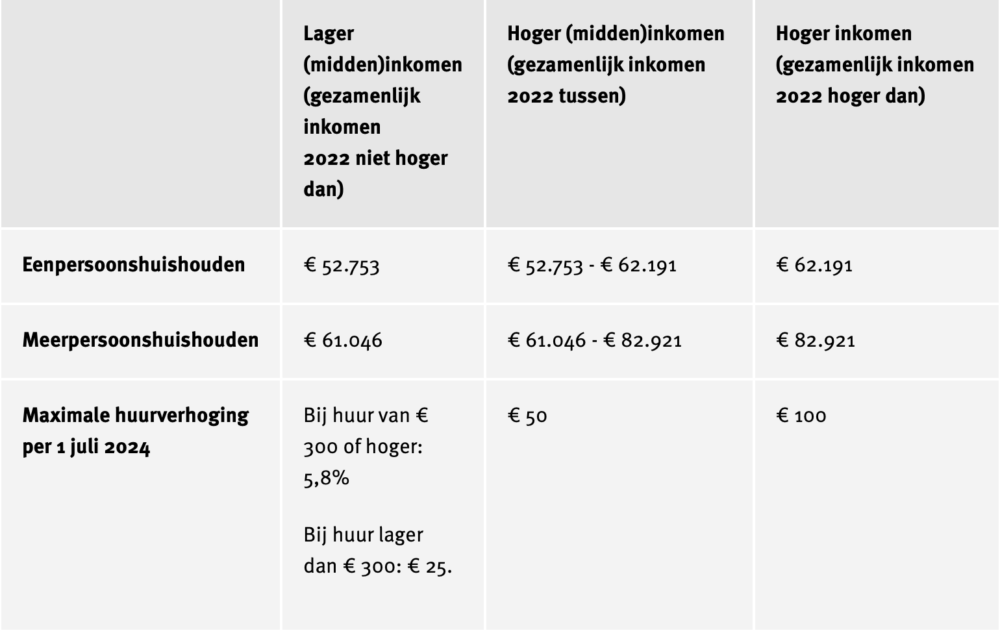 Lager
(midden)inkomen
(gezamenlijk
inkomen
2022 niet hoger
dan)
Hoger (midden)inkomen
(gezamenlijk inkomen
2022 tussen)
Hoger inkomen
(gezamenlijk inkomen
2022 hoger dan)
Eenpersoonshuishouden
€ 52.753
€ 52.753 - € 62.191
€ 62.191
Meerpersoonshuishouden
€ 61.046
€ 61.046 - € 82.921
€ 82.921
Maximale huurverhoging
per 1 juli 2024
Bij huur van €
300 of hoger:
5,8%
Bij huur lager
dan € 300: € 25.
€ 50
€ 100